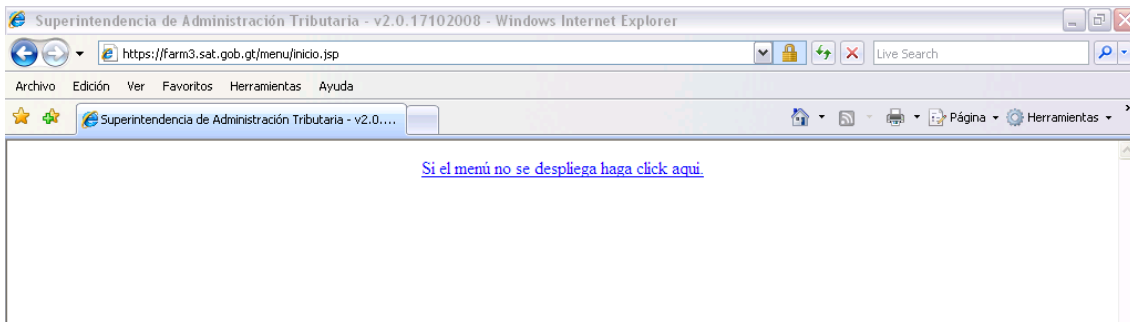 Superintendencia de Administración Tributaria - v2.0.17102008 - Windows Internet Explorer
https://farm3.sat.gob.gt/menu/inicio.jsp Live Search
Archivo Edición Ver Favoritos Herramientas Ayuda
Superintendencia de Administración Tributaria - v2.0.... Página Herramientas »
Si el menú no se despliega haga click aqui.